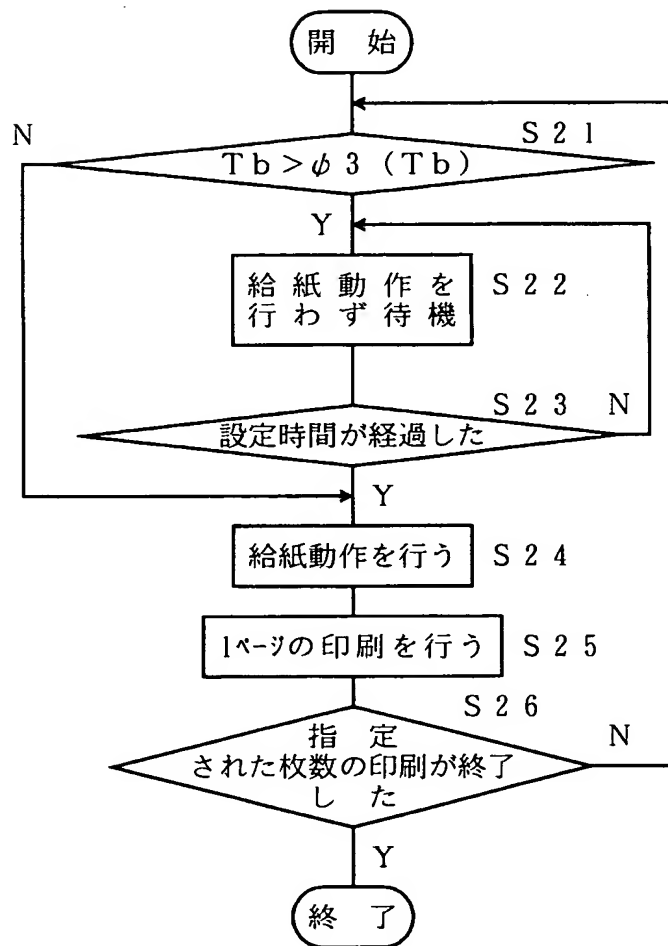 開 始
N
S21
Tb>φ3(Tb)
Y
給紙動作を
行わず待機
S22
S23
N
設定時間が経過した
Y
給紙動作を行う
S24
1ページの印刷を行う
S25
S26
指 定
された枚数の印刷が終了
した
N
Y
終 了